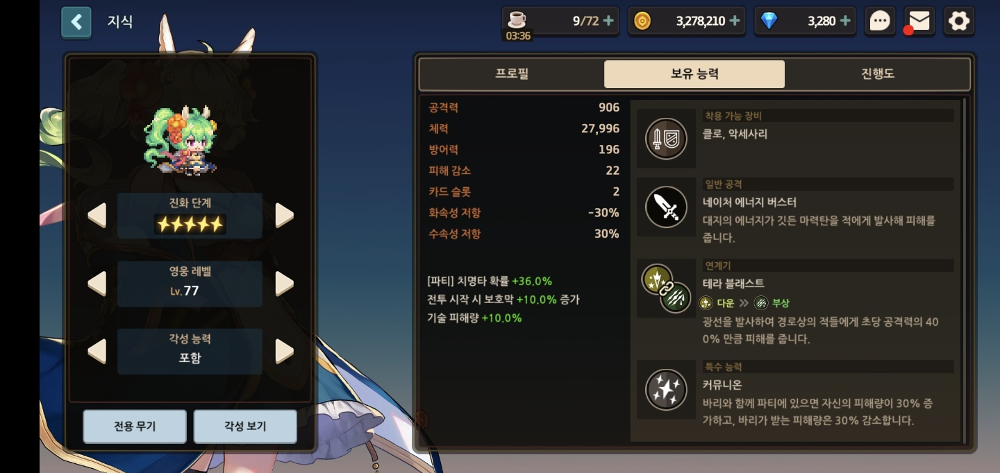 지식
03:36
9/72 +
3,278,210 +
3,280 +
진화 단계
영웅 레벨
Lv.77
각성 능력
포함
전용 무기
각성 보기
프로필
보유 능력
진행도
공격력 906
체력 27,996
방어력 196
피해 감소 22
카드 슬롯 2
화속성 저항 -30%
수속성 저항 30%
[파티] 치명타 확률 +36.0%
전투 시작 시 보호막 +10.0% 증가
기술 피해량 +10.0%
착용 가능 장비
클로, 악세사리
일반 공격
네이처 에너지 버스터
대지의 에너지가 깃든 마력탄을 적에게 발사해 피해를
줍니다.
연계기
테라 블래스트
다운 » 부상
광선을 발사하여 경로상의 적들에게 초당 공격력의 40
0% 만큼 피해를 줍니다.
특수 능력
커뮤니온
바리와 함께 파티에 있으면 자신의 피해량이 30% 증
가하고, 바리가 받는 피해량은 30% 감소합니다.